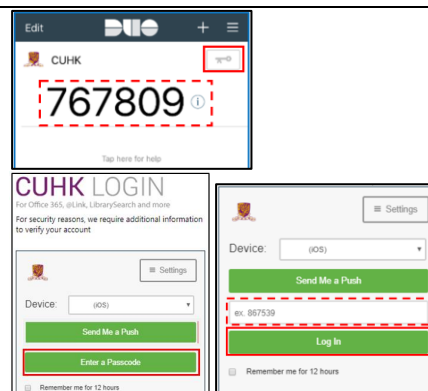 Edit DUO + ≡
CUHK
767809 i
Tap here for help
CUHK LOGIN
For Office 365, @Link, LibrarySearch and more
For security reasons, we require additional information
to verify your account
≡ Settings
Device: (iOS)
Send Me a Push
Enter a Passcode
Remember me for 12 hours
≡ Settings
Device: (iOS)
Send Me a Push
ex. 867539
Log In
Remember me for 12 hours